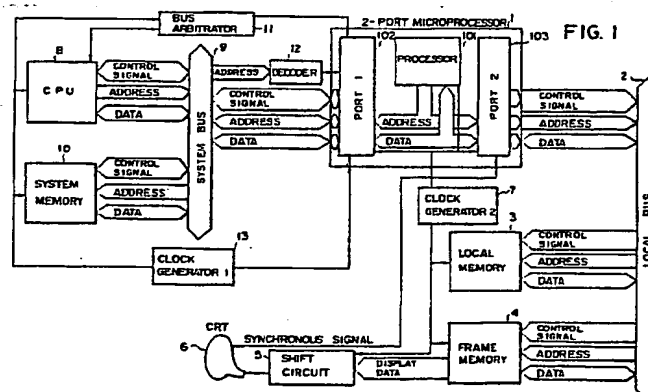 FIG. 1
BUS
ARBITRATOR
11
2-PORT MICROPROCESSOR
1
8
CPU
CONTROL
SIGNAL
ADDRESS
DATA
9
SYSTEM BUS
12
ADDRESS
DECODER
CONTROL
SIGNAL
ADDRESS
DATA
102
PORT 1
101
PROCESSOR
ADDRESS
DATA
103
PORT 2
CONTROL
SIGNAL
ADDRESS
DATA
2
LOCAL BUS
10
SYSTEM
MEMORY
CONTROL
SIGNAL
ADDRESS
DATA
13
CLOCK
GENERATOR 1
7
CLOCK
GENERATOR 2
3
LOCAL
MEMORY
CONTROL
SIGNAL
ADDRESS
DATA
CRT
6
SYNCHRONOUS SIGNAL
5
SHIFT
CIRCUIT
DISPLAY
DATA
4
FRAME
MEMORY
CONTROL
SIGNAL
ADDRESS
DATA